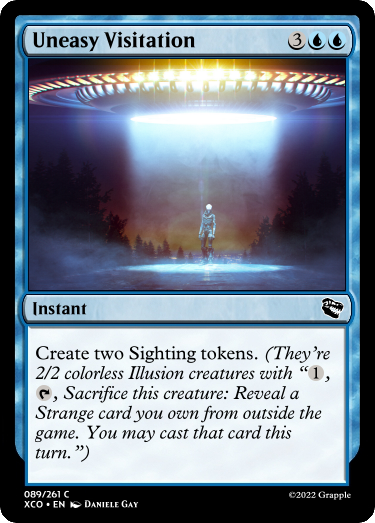 Uneasy Visitation 3
Instant
Create two Sighting tokens. (They're
2/2 colorless Illusion creatures with “1,
, Sacrifice this creature: Reveal a
Strange card you own from outside the
game. You may cast that card this
turn.”)
089/261 C
XCO • EN Daniele Gay
©2022 Grapple